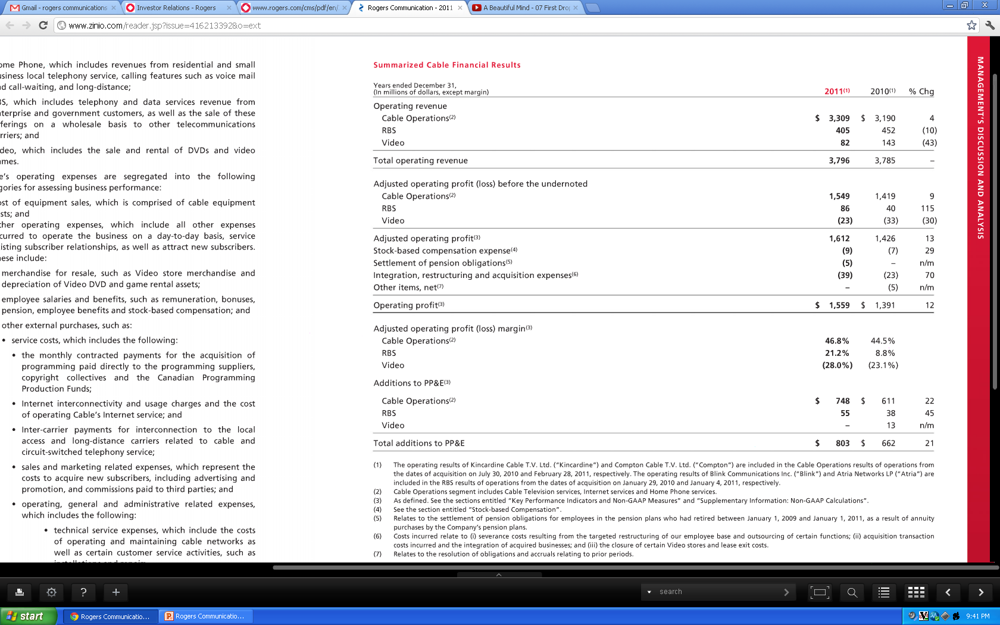 Gmail - rogers communications
Investor Relations - Rogers
www.rogers.com/cms/pdf/en/
Rogers Communication - 2011
A Beautiful Mind - 07 First Dro
www.zinio.com/reader.jsp?issue=416213392&o=ext
ome Phone, which includes revenues from residential and small
usiness local telephony service, calling features such as voice mail
nd call-waiting, and long-distance;
BS, which includes telephony and data services revenue from
nterprise and government customers, as well as the sale of these
fferings on a wholesale basis to other telecommunications
rriers; and
deo, which includes the sale and rental of DVDs and video
ames.
e's operating expenses are segregated into the following
gories for assessing business performance:
ost of equipment sales, which is comprised of cable equipment
sts; and
ther operating expenses, which include all other expenses
curred to operate the business on a day-to-day basis, service
isting subscriber relationships, as well as attract new subscribers.
hese include:
merchandise for resale, such as Video store merchandise and
depreciation of Video DVD and game rental assets;
employee salaries and benefits, such as remuneration, bonuses,
pension, employee benefits and stock-based compensation; and
other external purchases, such as:
• service costs, which includes the following:
• the monthly contracted payments for the acquisition of
programming paid directly to the programming suppliers,
copyright collectives and the Canadian Programming
Production Funds;
• Internet interconnectivity and usage charges and the cost
of operating Cable's Internet service; and
• Inter-carrier payments for interconnection to the local
access and long-distance carriers related to cable and
circuit-switched telephony service;
• sales and marketing related expenses, which represent the
costs to acquire new subscribers, including advertising and
promotion, and commissions paid to third parties; and
• operating, general and administrative related expenses,
which includes the following:
• technical service expenses, which include the costs
of operating and maintaining cable networks as
well as certain customer service activities, such as
installations and repair;
Summarized Cable Financial Results
Years ended December 31,
(In millions of dollars, except margin) 2011(1) 2010(1) % Chg
Operating revenue
Cable Operations(2) $ 3,309 $ 3,190 4
RBS 405 452 (10)
Video 82 143 (43)
Total operating revenue 3,796 3,785 –
Adjusted operating profit (loss) before the undernoted
Cable Operations(2) 1,549 1,419 9
RBS 86 40 115
Video (23) (33) (30)
Adjusted operating profit(3) 1,612 1,426 13
Stock-based compensation expense(4) (9) (7) 29
Settlement of pension obligations(5) (5) – n/m
Integration, restructuring and acquisition expenses(6) (39) (23) 70
Other items, net(7) – (5) n/m
Operating profit(3) $ 1,559 $ 1,391 12
Adjusted operating profit (loss) margin(3)
Cable Operations(2) 46.8% 44.5%
RBS 21.2% 8.8%
Video (28.0%) (23.1%)
Additions to PP&E(3)
Cable Operations(2) $ 748 $ 611 22
RBS 55 38 45
Video – 13 n/m
Total additions to PP&E $ 803 $ 662 21
(1) The operating results of Kincardine Cable T.V. Ltd. ("Kincardine") and Compton Cable T.V. Ltd. ("Compton") are included in the Cable Operations results of operations from
the dates of acquisition on July 30, 2010 and February 28, 2011, respectively. The operating results of Blink Communications Inc. ("Blink") and Atria Networks LP ("Atria") are
included in the RBS results of operations from the dates of acquisition on January 29, 2010 and January 4, 2011, respectively.
(2) Cable Operations segment includes Cable Television services, Internet services and Home Phone services.
(3) As defined. See the sections entitled "Key Performance Indicators and Non-GAAP Measures" and "Supplementary Information: Non-GAAP Calculations".
(4) See the section entitled "Stock-based Compensation".
(5) Relates to the settlement of pension obligations for employees in the pension plans who had retired between January 1, 2009 and January 1, 2011, as a result of annuity
purchases by the Company's pension plans.
(6) Costs incurred relate to (i) severance costs resulting from the targeted restructuring of our employee base and outsourcing of certain functions; (ii) acquisition transaction
costs incurred and the integration of acquired businesses; and (iii) the closure of certain Video stores and lease exit costs.
(7) Relates to the resolution of obligations and accruals relating to prior periods.
MANAGEMENT'S DISCUSSION AND ANALYSIS
search
start
Rogers Communicatio...
Rogers Communicatio...
9:41 PM